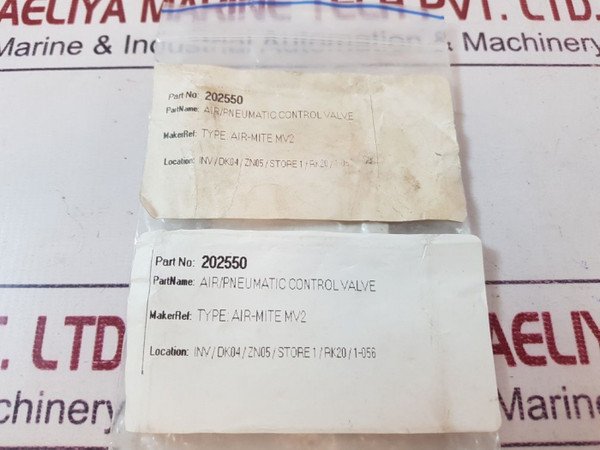 AELIYA MARINE TECH PVT. LTD.
Marine & Industrial Automation & Machinery
Part No: 202550
PartName: AIR/PNEUMATIC CONTROL VALVE
MakerRef: TYPE: AIR-MITE MV2
Location: INV / DK04 / ZN05 / STORE 1 / RK20 /
Part No: 202550
PartName: AIR/PNEUMATIC CONTROL VALVE
MakerRef: TYPE: AIR-MITE MV2
Location: INV / DK04 / ZN05 / STORE 1 / RK20 / 1-056
T. LTD
AELIYA
Marine